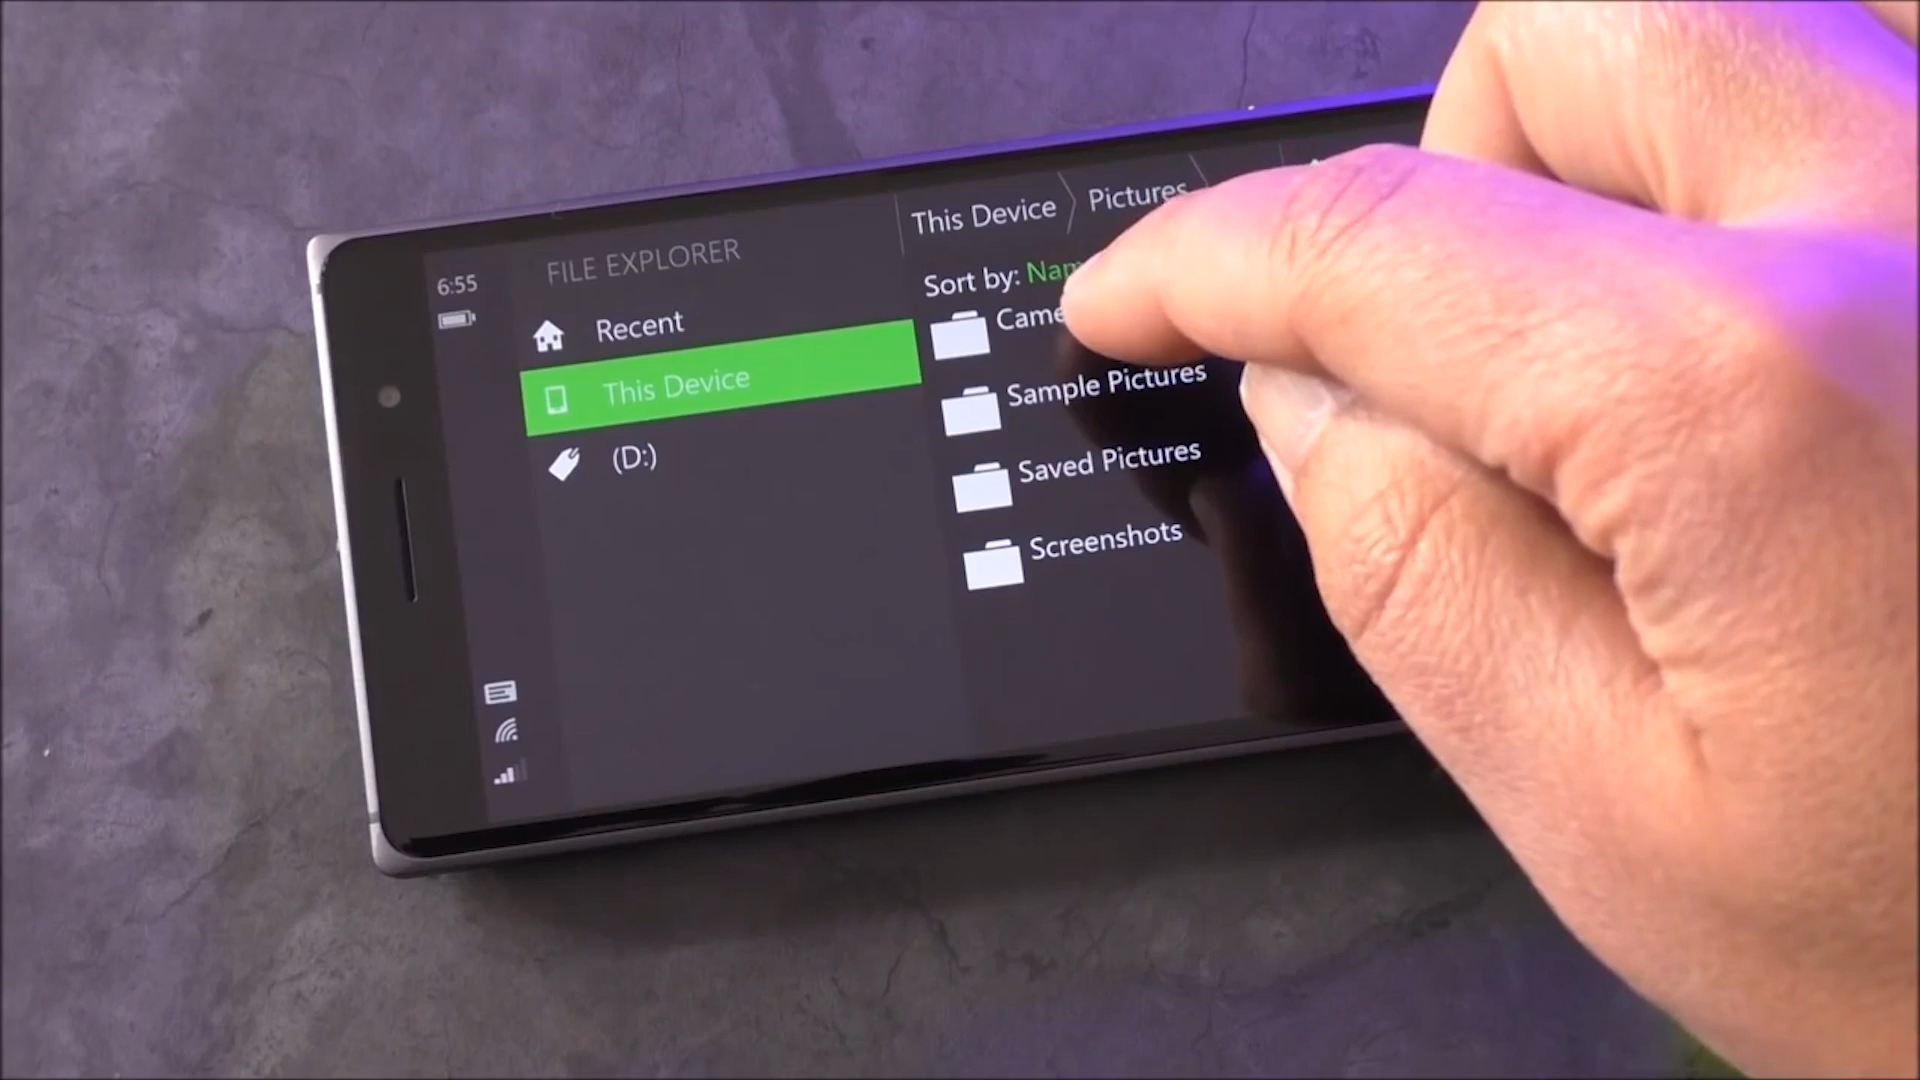 6:55
FILE EXPLORER
Recent
This Device
(D:)
This Device
Pictures
Sort by:
Sample Pictures
Saved Pictures
Screenshots